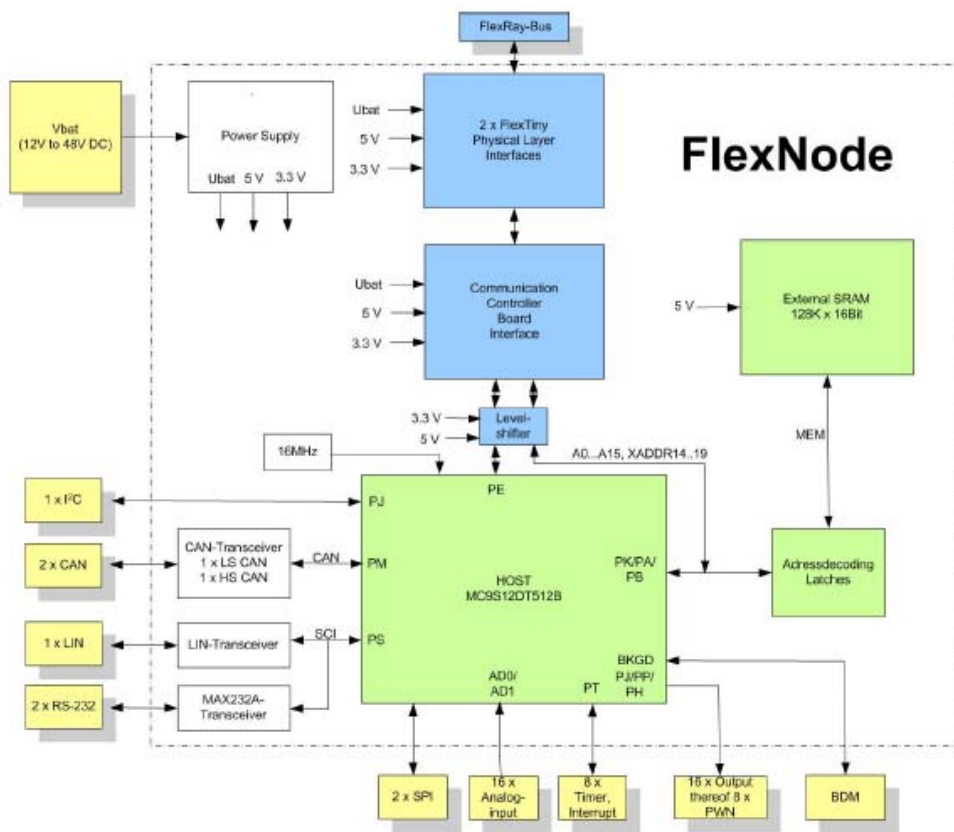 FlexRay-Bus
Vbat
(12V to 48V DC)
Power Supply
Ubat 5 V 3.3 V
Ubat
5 V
3.3 V
2 x FlexTiny
Physical Layer
Interfaces
FlexNode
Ubat
5 V
3.3 V
Communication
Controller
Board
Interface
5 V
External SRAM
128K x 16Bit
3.3 V
5 V
Level-
shifter
MEM
16MHz
A0...A15, XADDR14..19
1 x I²C
PJ
PE
2 x CAN
CAN-Transceiver
1 x LS CAN
1 x HS CAN
CAN
PM
HOST
MC9S12DT512B
PK/PA/
PB
Adressdecoding
Latches
1 x LIN
LIN-Transceiver
SCI
PS
2 x RS-232
MAX232A-
Transceiver
AD0/
AD1
PT
BKGD
PJ/PP/
PH
2 x SPI
16 x
Analog-
input
8 x
Timer,
Interrupt
16 x Output
thereof 8 x
PWN
BDM